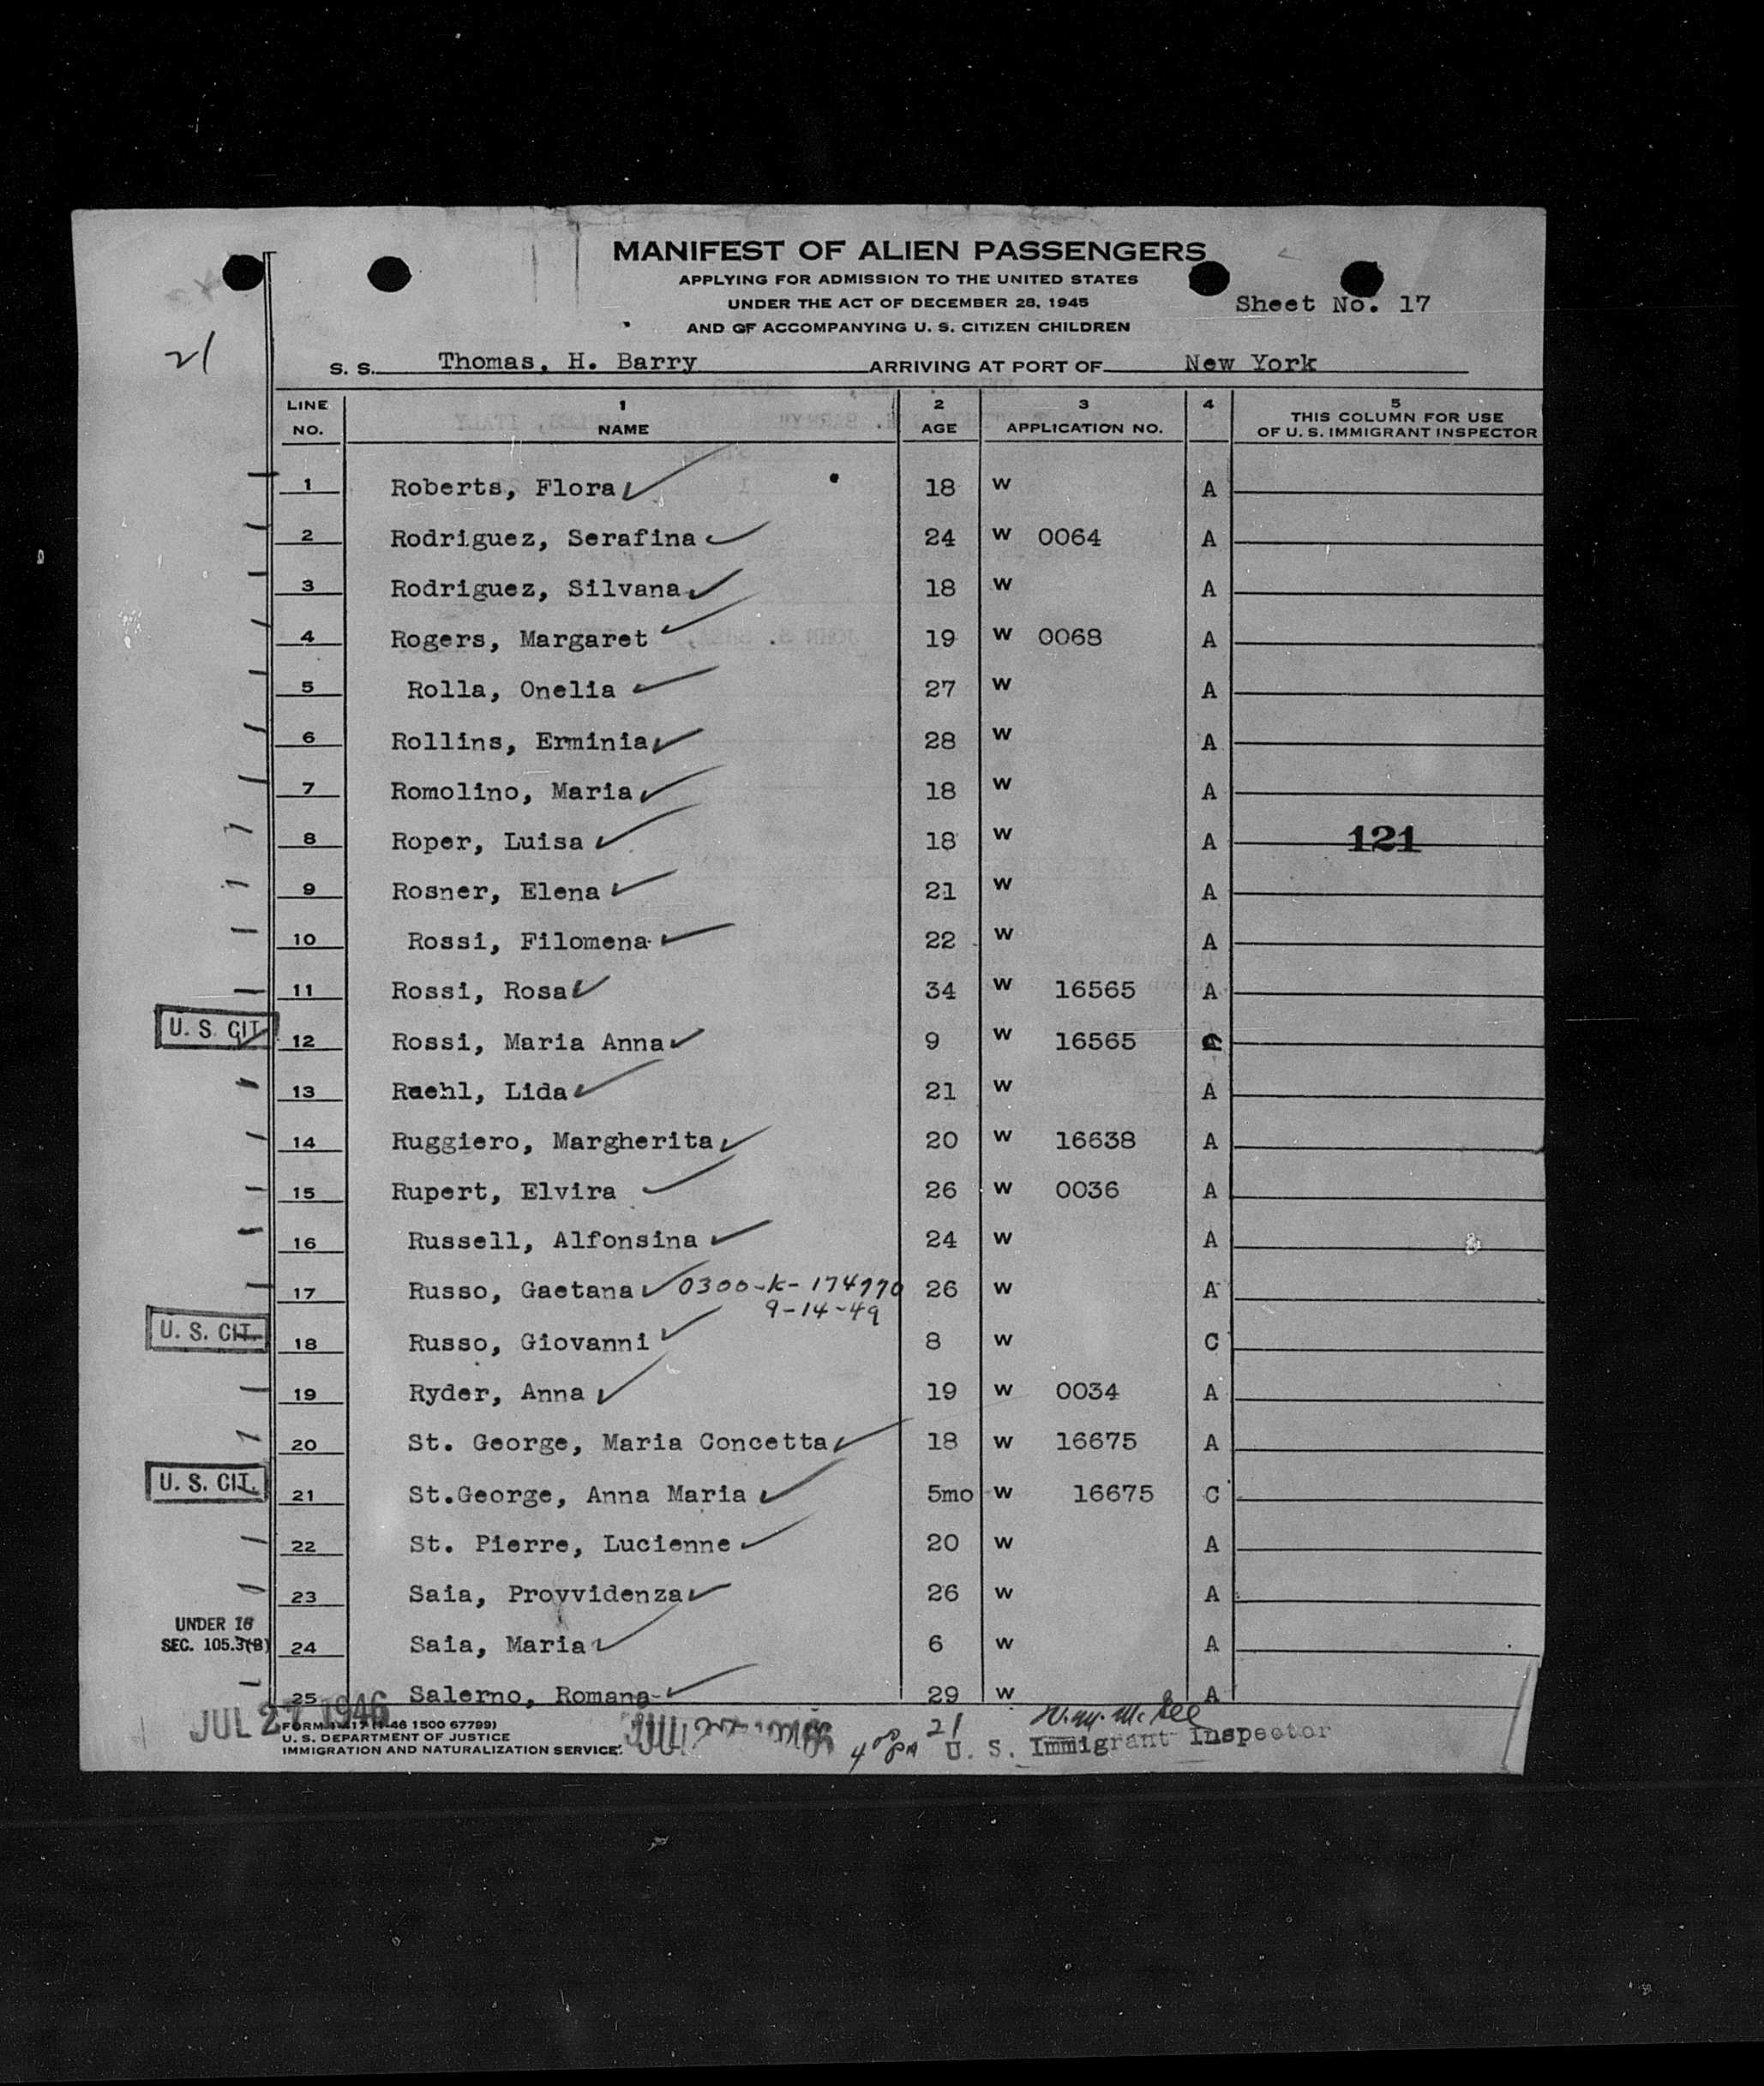 MANIFEST OF ALIEN PASSENGERS
APPLYING FOR ADMISSION TO THE UNITED STATES
UNDER THE ACT OF DECEMBER 28, 1945
AND OF ACCOMPANYING U. S. CITIZEN CHILDREN
Sheet No. 17
21
S. S. Thomas, H. Barry ARRIVING AT PORT OF New York
LINE NO. 1 NAME 2 AGE 3 APPLICATION NO. 4 5 THIS COLUMN FOR USE OF U. S. IMMIGRANT INSPECTOR
1 Roberts, Flora 18 W A
2 Rodriguez, Serafina 24 W 0064 A
3 Rodriguez, Silvana 18 W A
4 Rogers, Margaret 19 W 0068 A
5 Rolla, Onelia 27 W A
6 Rollins, Erminia 28 W A
7 Romolino, Maria 18 W A
8 Roper, Luisa 18 W A 121
9 Rosner, Elena 21 W A
10 Rossi, Filomena 22 W A
11 Rossi, Rosa 34 W 16565 A
U. S. CIT. 12 Rossi, Maria Anna 9 W 16565 C
13 Ruehl, Lida 21 W A
14 Ruggiero, Margherita 20 W 16638 A
15 Rupert, Elvira 26 W 0036 A
16 Russell, Alfonsina 24 W A
17 Russo, Gaetana 0300-K-174770 26 W A
9-14-49
U. S. CIT. 18 Russo, Giovanni 8 W C
19 Ryder, Anna 19 W 0034 A
20 St. George, Maria Concetta 18 W 16675 A
U. S. CIT. 21 St.George, Anna Maria 5mo W 16675 C
22 St. Pierre, Lucienne 20 W A
23 Saia, Provvidenza 26 W A
UNDER 16
SEC. 105.3(B) 24 Saia, Maria 6 W A
25 Salerno, Romana 29 W A
JUL 27 1946
U. S. DEPARTMENT OF JUSTICE
IMMIGRATION AND NATURALIZATION SERVICE
21
U. S. Immigrant Inspector